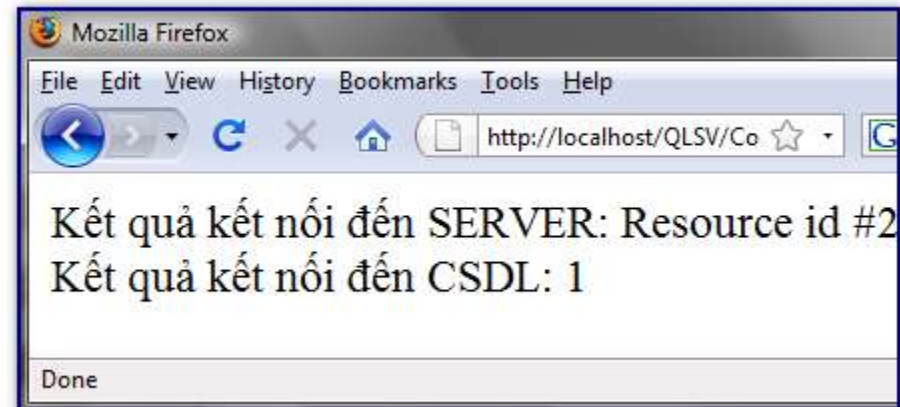 Mozilla Firefox
File Edit View History Bookmarks Tools Help
http://localhost/QLSV/Co
G
Kết quả kết nối đến SERVER: Resource id #2
Kết quả kết nối đến CSDL: 1
Done